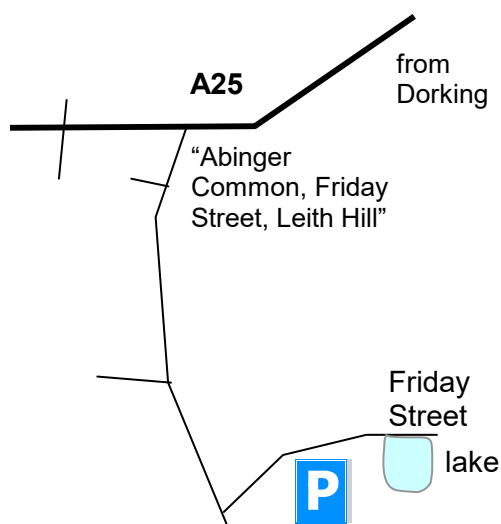 A25
from
Dorking
“Abinger
Common, Friday
Street, Leith Hill”
Friday
Street
lake
P